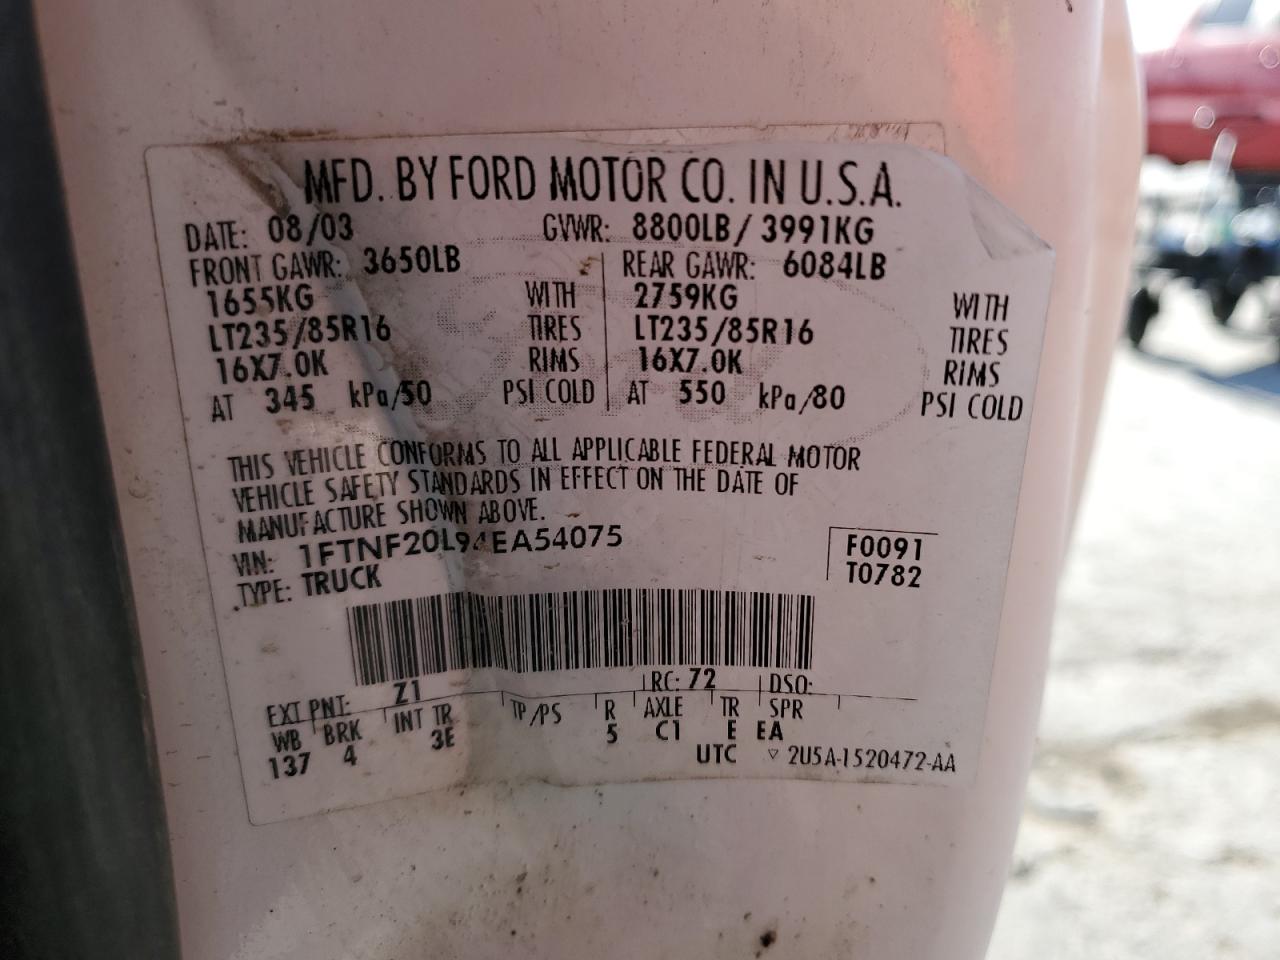 MFD. BY FORD MOTOR CO. IN U.S.A.
DATE: 08/03 GVWR: 8800LB/ 3991KG
FRONT GAWR: 3650LB REAR GAWR: 6084LB
1655KG WITH 2759KG WITH
LT235/85R16 TIRES LT235/85R16 TIRES
16X7.0K RIMS 16X7.0K RIMS
AT 345 kPa/50 PSI COLD AT 550 kPa/80 PSI COLD
THIS VEHICLE CONFORMS TO ALL APPLICABLE FEDERAL MOTOR
VEHICLE SAFETY STANDARDS IN EFFECT ON THE DATE OF
MANUFACTURE SHOWN ABOVE.
VIN: 1FTNF20L94EA54075 F0091
TYPE: TRUCK T0782
EXT PNT: Z1 RC: 72 DSO:
WB BRK INT TR TP/PS R AXLE TR SPR
137 4 3E 5 C1 E EA
UTC ▽ 2U5A-1520472-AA